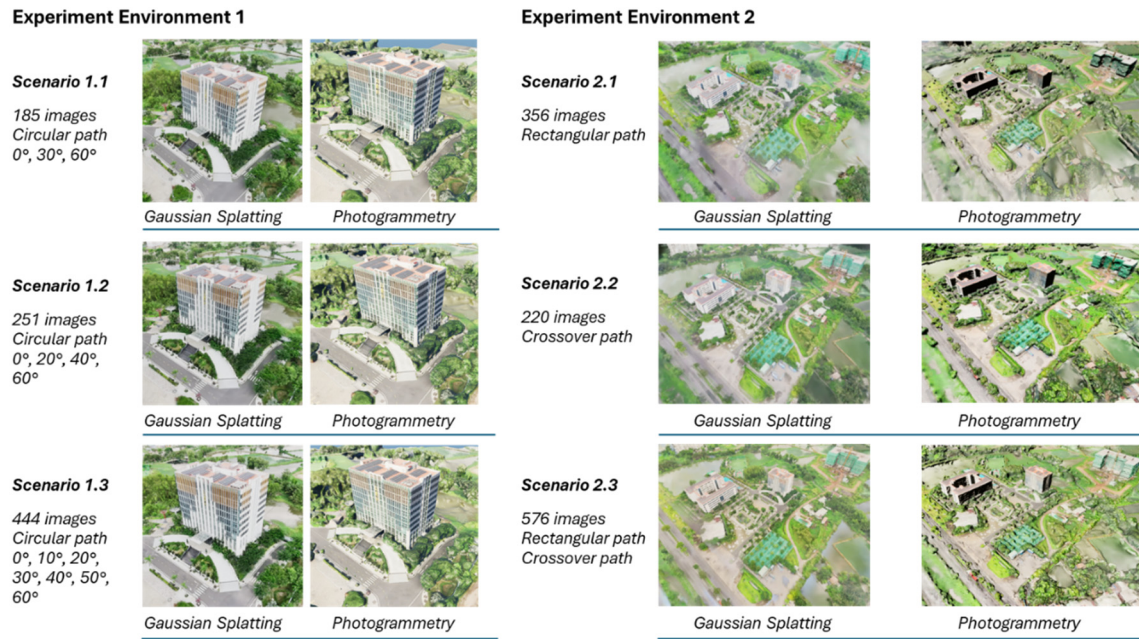 Experiment Environment 1
Scenario 1.1
185 images
Circular path
0°, 30°, 60°
Gaussian Splatting
Photogrammetry
Scenario 1.2
251 images
Circular path
0°, 20°, 40°,
60°
Gaussian Splatting
Photogrammetry
Scenario 1.3
444 images
Circular path
0°, 10°, 20°,
30°, 40°, 50°,
60°
Gaussian Splatting
Photogrammetry
Experiment Environment 2
Scenario 2.1
356 images
Rectangular path
Gaussian Splatting
Photogrammetry
Scenario 2.2
220 images
Crossover path
Gaussian Splatting
Photogrammetry
Scenario 2.3
576 images
Rectangular path
Crossover path
Gaussian Splatting
Photogrammetry